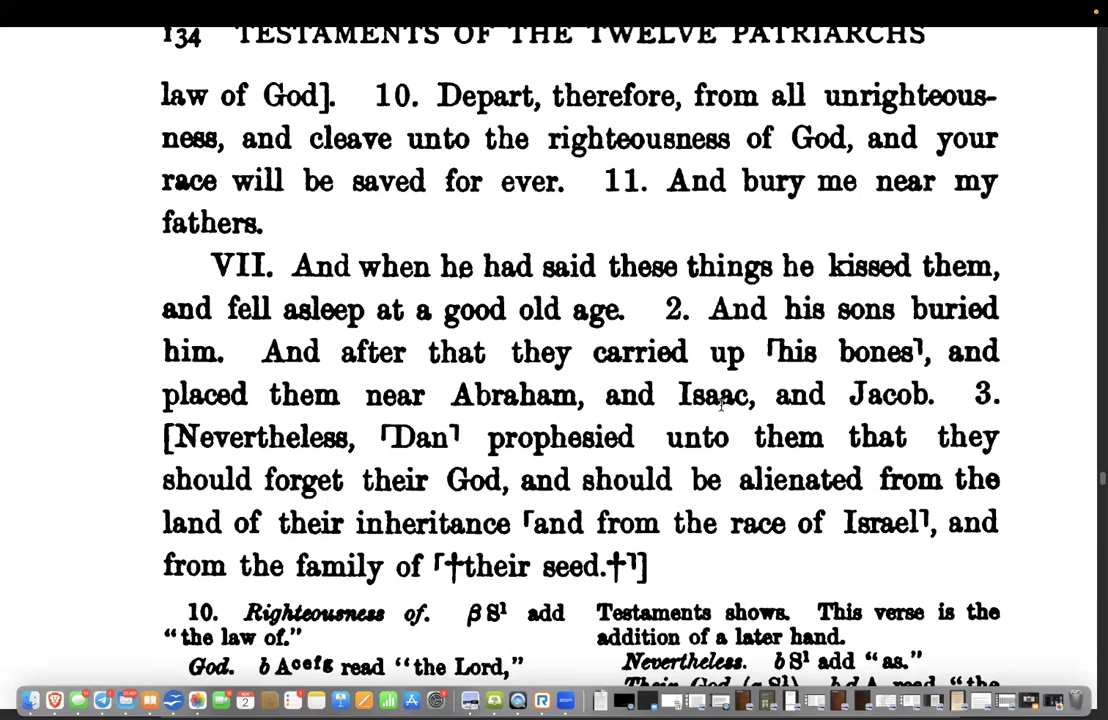 134 TESTAMENTS OF THE TWELVE PATRIARCHS
law of God]. 10. Depart, therefore, from all unrighteous-
ness, and cleave unto the righteousness of God, and your
race will be saved for ever. 11. And bury me near my
fathers.
VII. And when he had said these things he kissed them,
and fell asleep at a good old age. 2. And his sons buried
him. And after that they carried up ⌜his bones⌝, and
placed them near Abraham, and Isaac, and Jacob. 3.
[Nevertheless, ⌜Dan⌝ prophesied unto them that they
should forget their God, and should be alienated from the
land of their inheritance ⌜and from the race of Israel⌝, and
from the family of ⌜†their seed.†⌝]
10. Righteousness of. β S¹ add
"the law of."
God. b Aᵃᵉᶠᵍ read "the Lord,"
Testaments shows. This verse is the
addition of a later hand.
Nevertheless. b S¹ add "as."
Their God (α S¹). b d A read "the